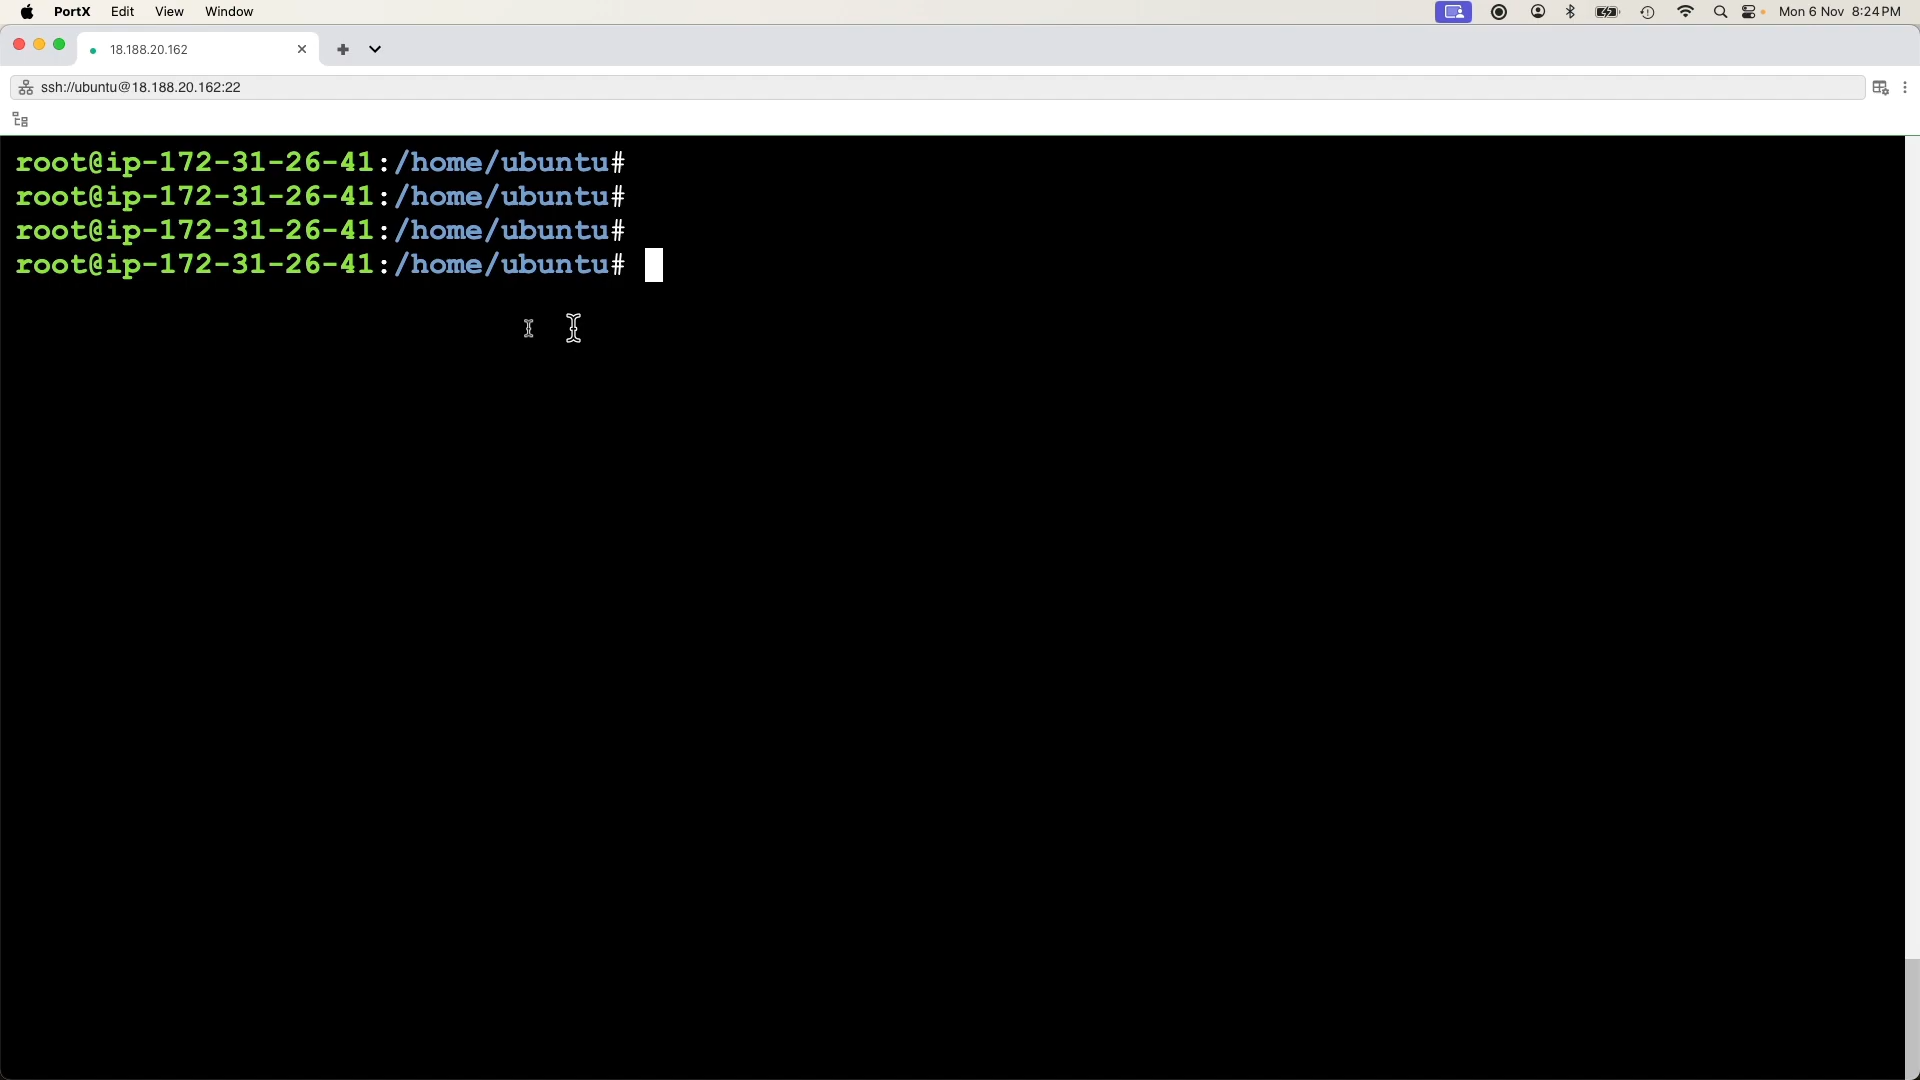 PortX Edit View Window Mon 6 Nov 8:24 PM
18.188.20.162
ssh://ubuntu@18.188.20.162:22
root@ip-172-31-26-41:/home/ubuntu#
root@ip-172-31-26-41:/home/ubuntu#
root@ip-172-31-26-41:/home/ubuntu#
root@ip-172-31-26-41:/home/ubuntu#